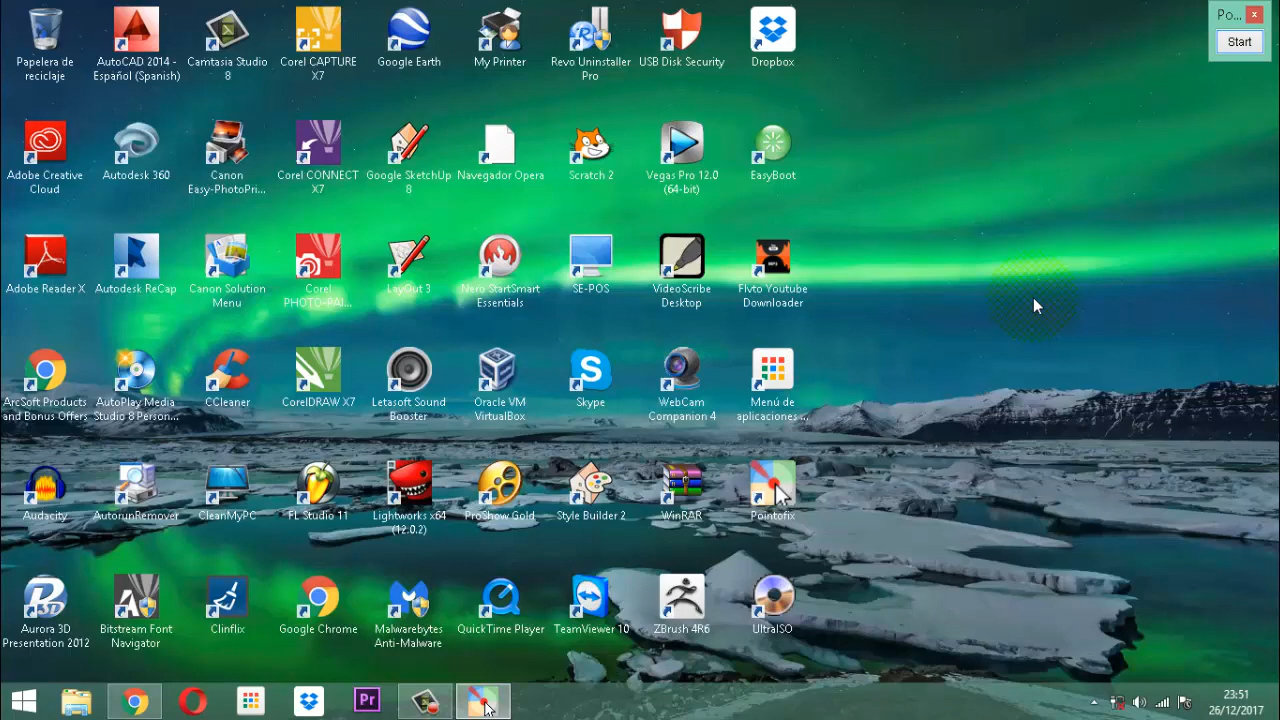 Papelera de
reciclaje
AutoCAD 2014 -
Español (Spanish)
Camtasia Studio
8
Corel CAPTURE
X7
Google Earth
My Printer
Revo Uninstaller
Pro
USB Disk Security
Dropbox
Po...
Start
Adobe Creative
Cloud
Autodesk 360
Canon
Easy-PhotoPri...
Corel CONNECT
X7
Google SketchUp
8
Navegador Opera
Scratch 2
Vegas Pro 12.0
(64-bit)
EasyBoot
Adobe Reader X
Autodesk ReCap
Canon Solution
Menu
Corel
PHOTO-PAI...
LayOut 3
Nero StartSmart
Essentials
SE-POS
VideoScribe
Desktop
Flvto Youtube
Downloader
ArcSoft Products
and Bonus Offers
AutoPlay Media
Studio 8 Person...
CCleaner
CorelDRAW X7
Letasoft Sound
Booster
Oracle VM
VirtualBox
Skype
WebCam
Companion 4
Menú de
aplicaciones ...
Audacity
AutorunRemover
CleanMyPC
FL Studio 11
Lightworks x64
(12.0.2)
ProShow Gold
Style Builder 2
WinRAR
Pointofix
Aurora 3D
Presentation 2012
Bitstream Font
Navigator
Clinflix
Google Chrome
Malwarebytes
Anti-Malware
QuickTime Player
TeamViewer 10
ZBrush 4R6
UltraISO
Pr
23:51
26/12/2017